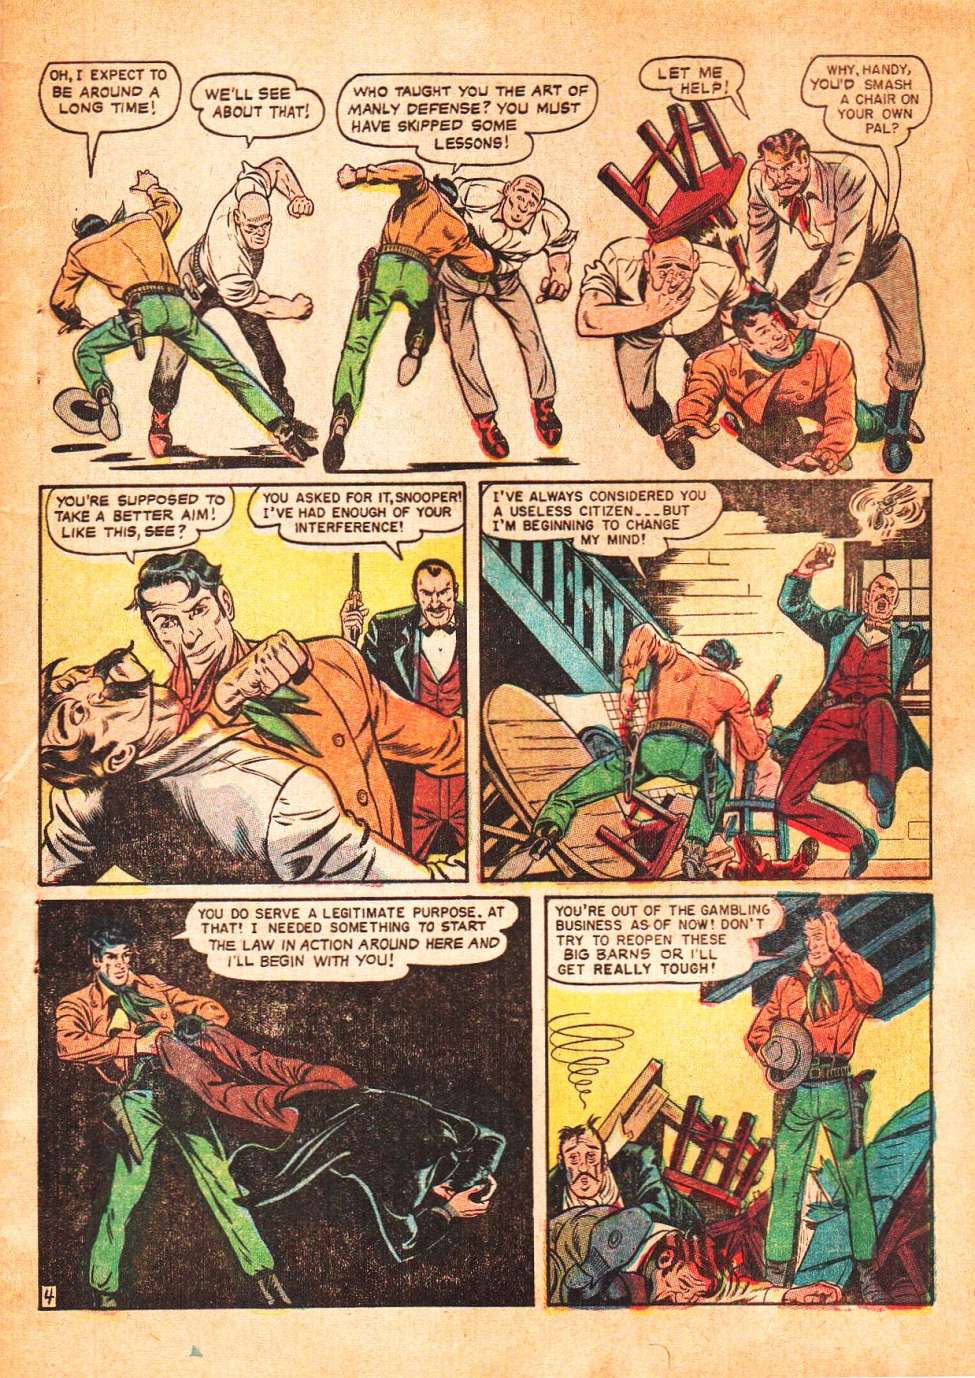 OH, I EXPECT TO
BE AROUND A
LONG TIME!
WE'LL SEE
ABOUT THAT!
WHO TAUGHT YOU THE ART OF
MANLY DEFENSE? YOU MUST
HAVE SKIPPED SOME
LESSONS!
LET ME
HELP!
WHY, HANDY,
YOU'D SMASH
A CHAIR ON
YOUR OWN
PAL?
YOU'RE SUPPOSED TO
TAKE A BETTER AIM!
LIKE THIS, SEE?
YOU ASKED FOR IT, SNOOPER!
I'VE HAD ENOUGH OF YOUR
INTERFERENCE!
I'VE ALWAYS CONSIDERED YOU
A USELESS CITIZEN...BUT
I'M BEGINNING TO CHANGE
MY MIND!
YOU DO SERVE A LEGITIMATE PURPOSE. AT
THAT! I NEEDED SOMETHING TO START
THE LAW IN ACTION AROUND HERE AND
I'LL BEGIN WITH YOU!
YOU'RE OUT OF THE GAMBLING
BUSINESS AS OF NOW! DON'T
TRY TO REOPEN THESE
BIG BARNS OR I'LL
GET REALLY TOUGH!
4